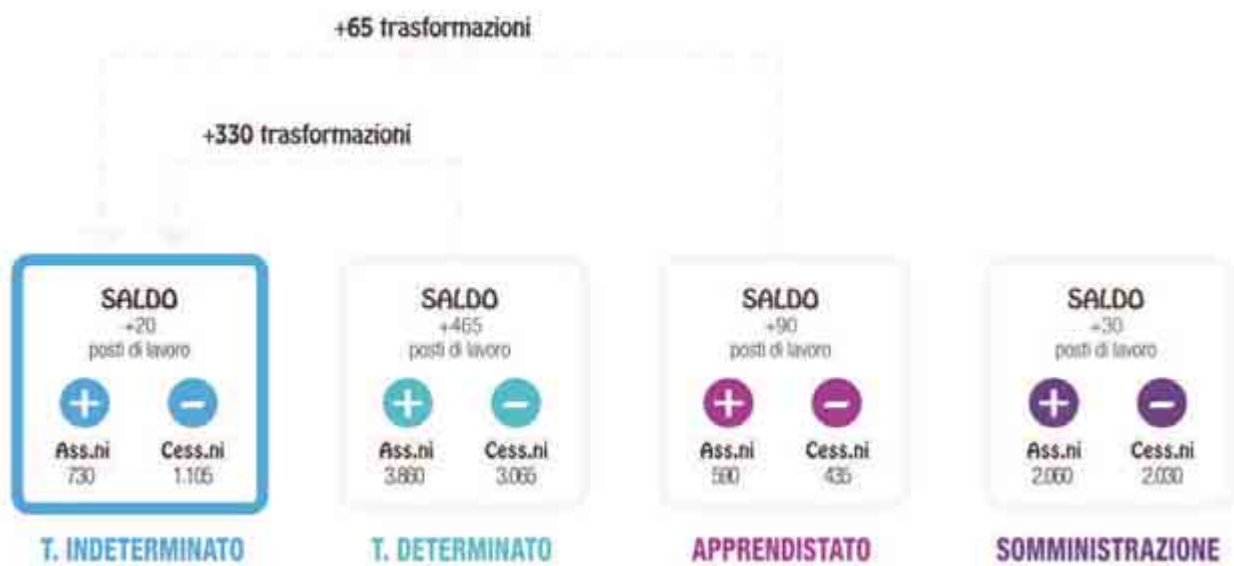 +65 trasformazioni
+330 trasformazioni
SALDO
+20
posti di lavoro
Ass.ni Cess.ni
730 1.105
T. INDETERMINATO
SALDO
+465
posti di lavoro
Ass.ni Cess.ni
3.860 3.065
T. DETERMINATO
SALDO
+90
posti di lavoro
Ass.ni Cess.ni
590 435
APPRENDISTATO
SALDO
+30
posti di lavoro
Ass.ni Cess.ni
2.060 2.030
SOMMINISTRAZIONE